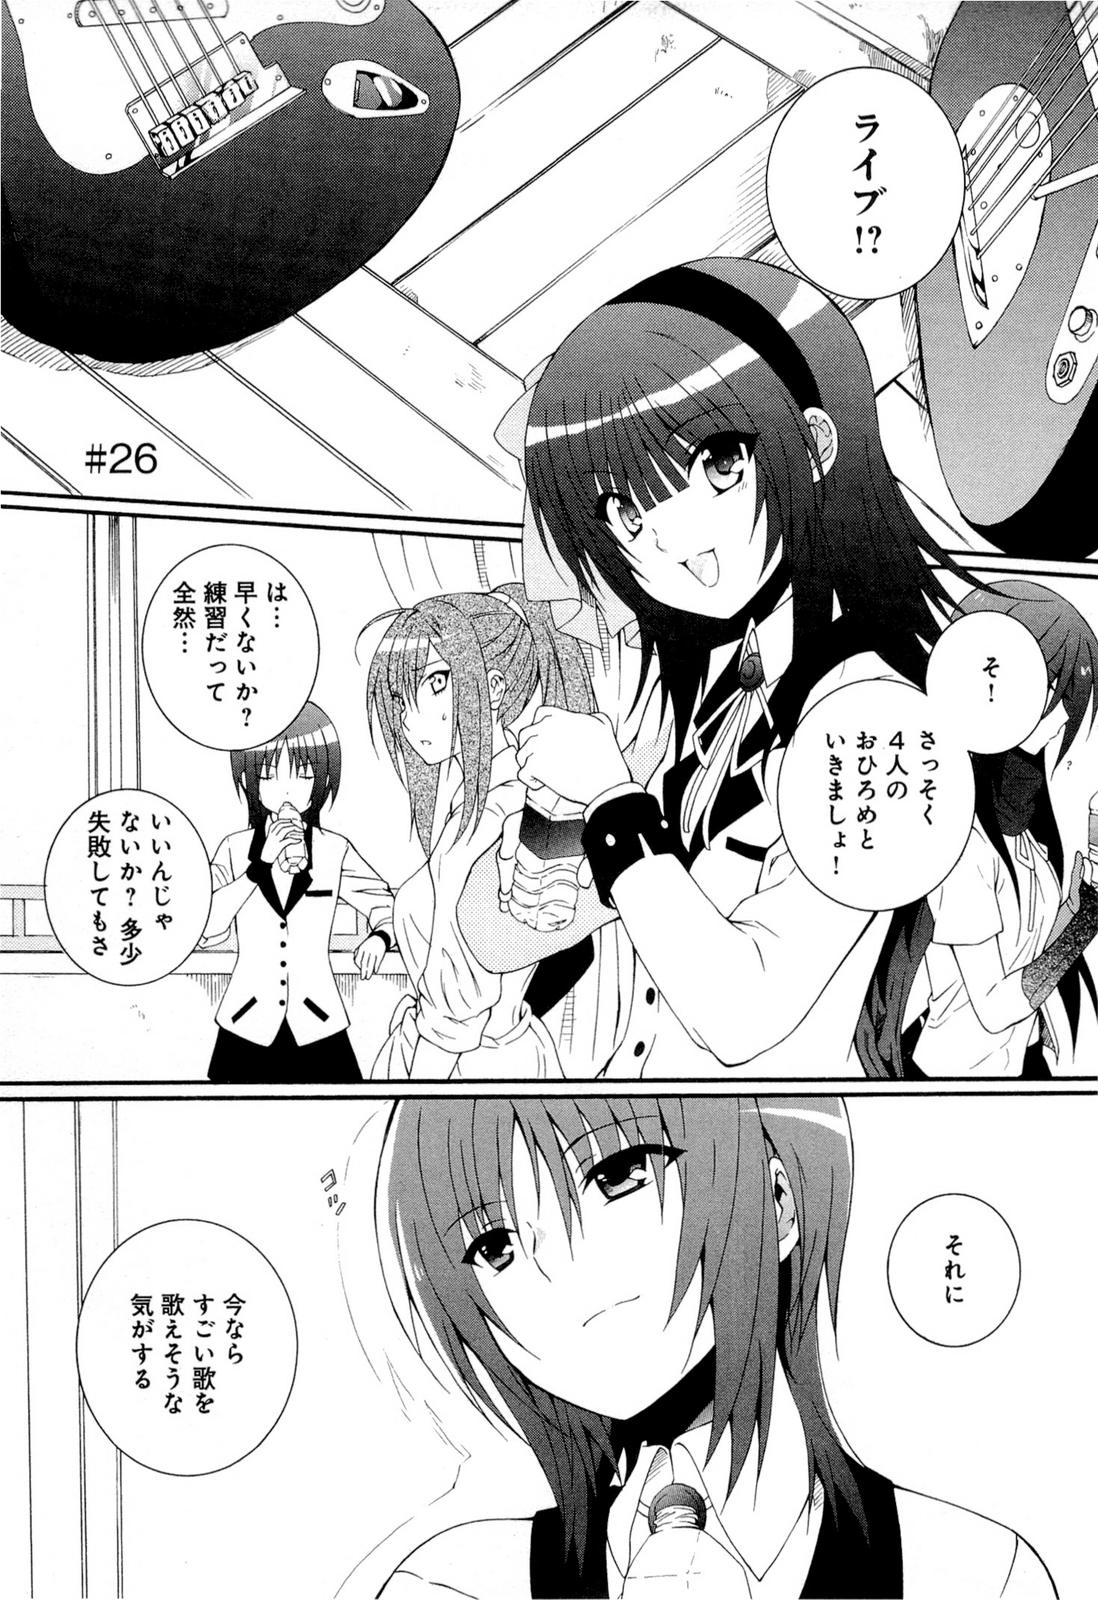 ライブ!?
#26
そ！
さっそく
4人の
おひろめと
いきましょ！
は…
早くないか？
練習だって
全然…
いいんじゃ
ないか？多少
失敗してもさ
それに
コツ
今なら
すごい歌を
歌えそうな
気がする